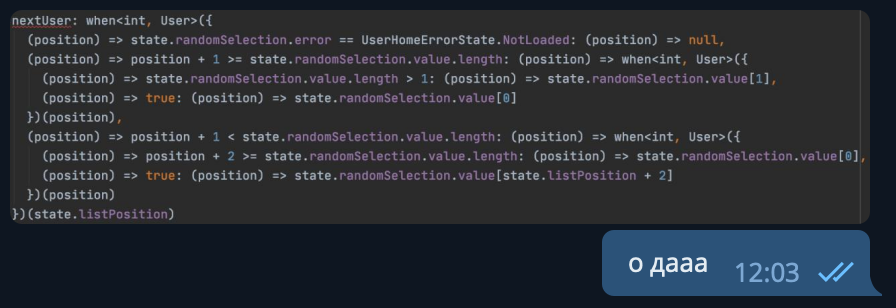 nextUser: when<int, User>({
(position) => state.randomSelection.error == UserHomeErrorState.NotLoaded: (position) => null,
(position) => position + 1 >= state.randomSelection.value.length: (position) => when<int, User>({
(position) => state.randomSelection.value.length > 1: (position) => state.randomSelection.value[1],
(position) => true: (position) => state.randomSelection.value[0]
})(position),
(position) => position + 1 < state.randomSelection.value.length: (position) => when<int, User>({
(position) => position + 2 >= state.randomSelection.value.length: (position) => state.randomSelection.value[0],
(position) => true: (position) => state.randomSelection.value[state.listPosition + 2]
})(position)
})(state.listPosition)
о дааа 12:03